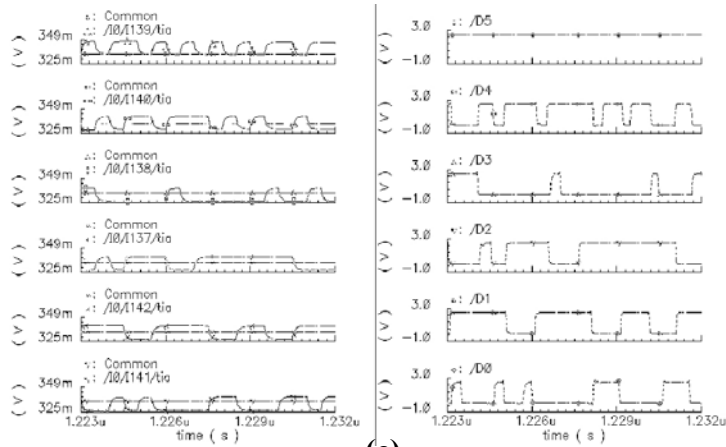 Common
/I0/I139/tia
349m
325m
(V)
Common
/I0/I140/tia
349m
325m
(V)
Common
/I0/I138/tia
349m
325m
(V)
Common
/I0/I137/tia
349m
325m
(V)
Common
/I0/I142/tia
349m
325m
(V)
Common
/I0/I141/tia
349m
325m
(V)
1.223u 1.226u 1.229u 1.232u
time ( s )
/D5
3.0
-1.0
(V)
/D4
3.0
-1.0
(V)
/D3
3.0
-1.0
(V)
/D2
3.0
-1.0
(V)
/D1
3.0
-1.0
(V)
/D0
3.0
-1.0
(V)
1.223u 1.226u 1.229u 1.232u
time ( s )